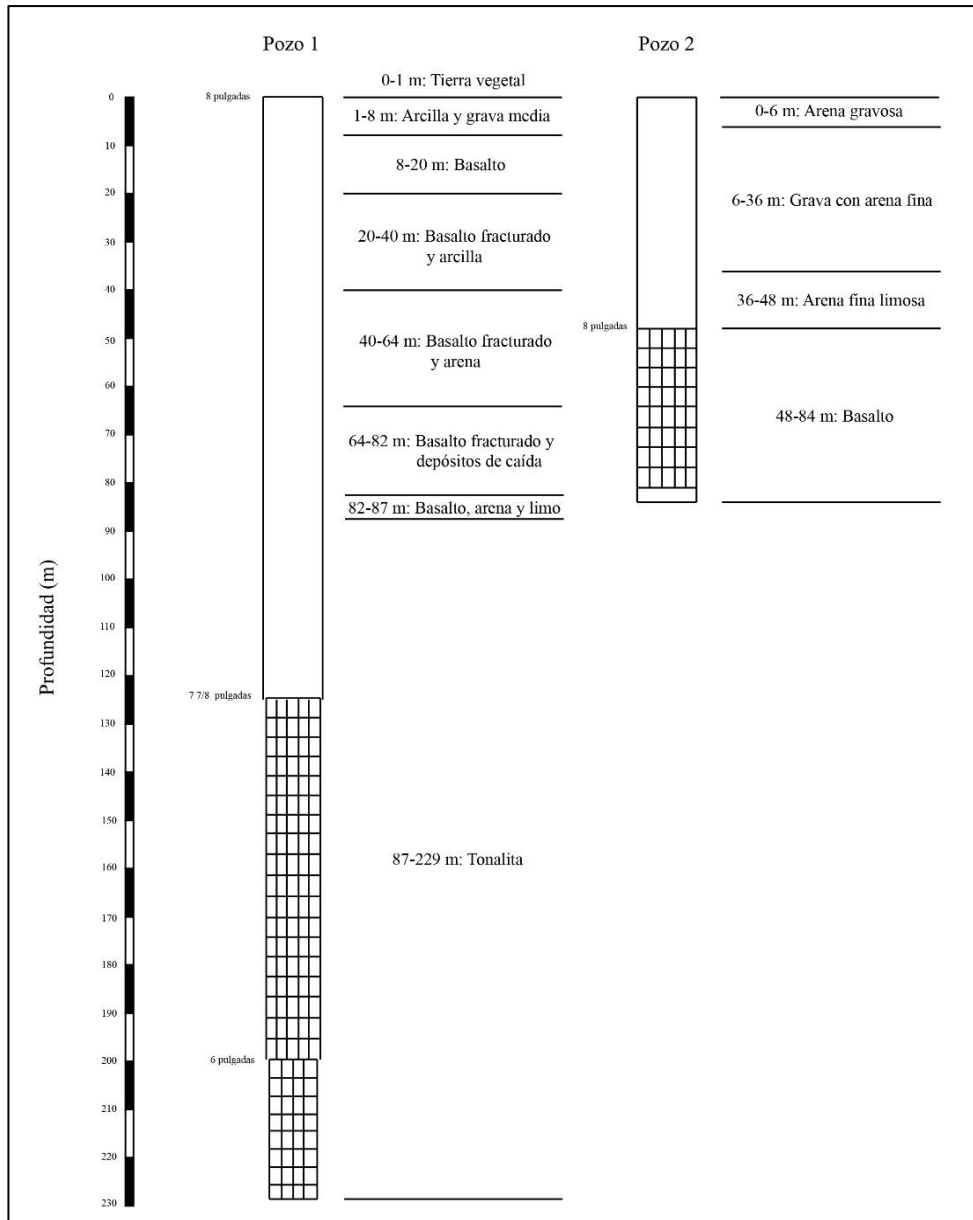 Pozo 1
Pozo 2
0-1 m: Tierra vegetal
0
8 pulgadas
1-8 m: Arcilla y grava media
0-6 m: Arena gravosa
10
8-20 m: Basalto
20
6-36 m: Grava con arena fina
20-40 m: Basalto fracturado
y arcilla
30
40
36-48 m: Arena fina limosa
8 pulgadas
40-64 m: Basalto fracturado
y arena
50
60
48-84 m: Basalto
64-82 m: Basalto fracturado y
depósitos de caída
70
80
82-87 m: Basalto, arena y limo
90
100
110
120
Profundidad (m)
7 7/8 pulgadas
130
140
150
87-229 m: Tonalita
160
170
180
190
6 pulgadas
200
210
220
230